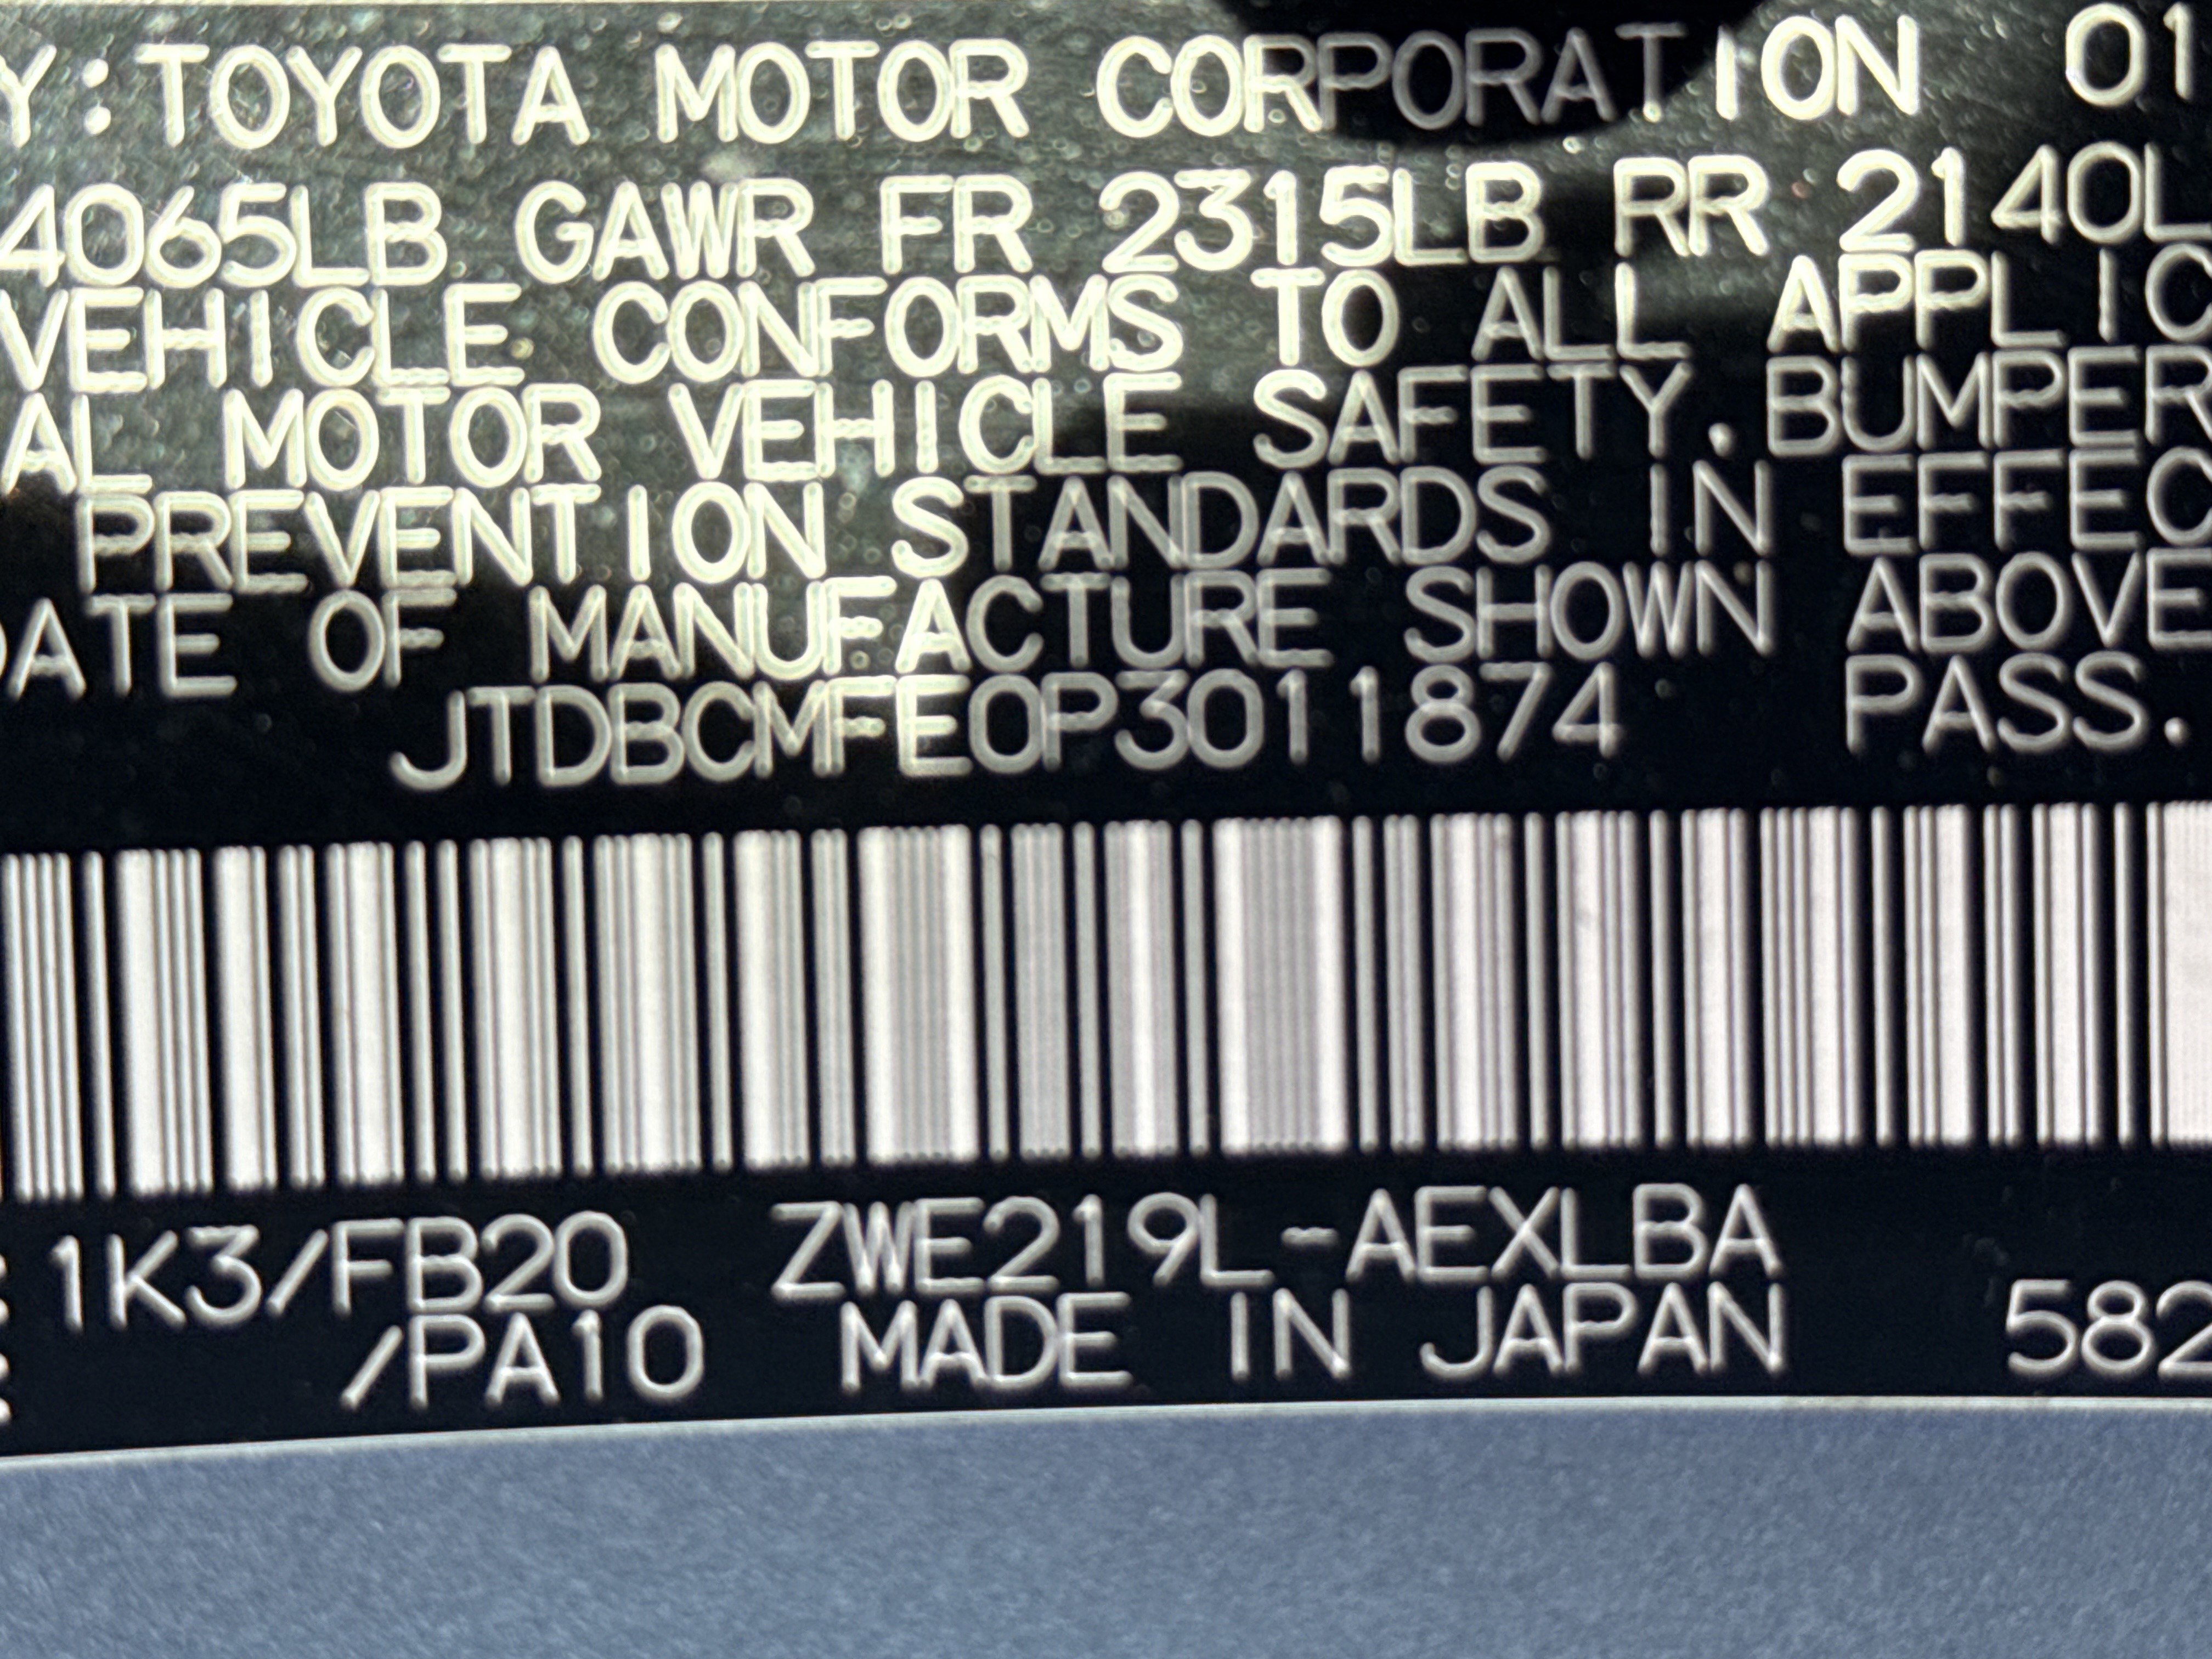 Y:TOYOTA MOTOR CORPORATION 01
4065LB GAWR FR 2315LB RR 2140L
VEHICLE CONFORMS TO ALL APPLIC
AL MOTOR VEHICLE SAFETY.BUMPER
PREVENTION STANDARDS IN EFFEC
DATE OF MANUFACTURE SHOWN ABOVE
JTDBCMFE0P3011874 PASS.
1K3/FB20 ZWE219L-AEXLBA
/PA10 MADE IN JAPAN 582